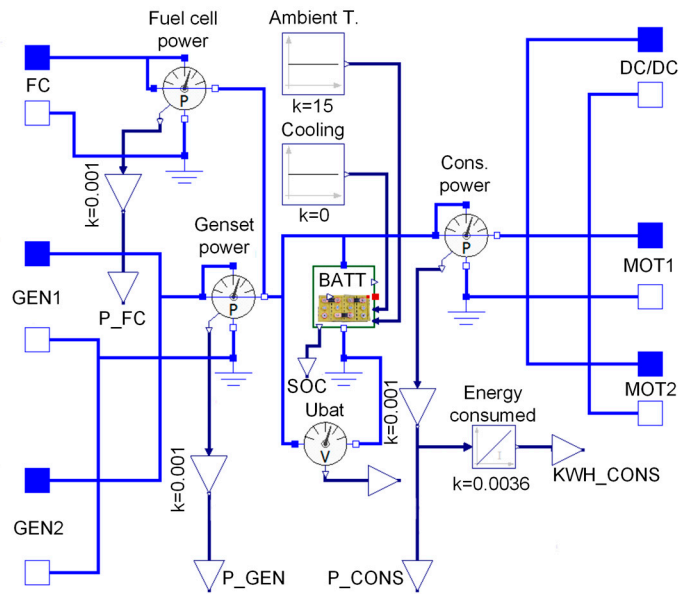 Fuel cell
power
Ambient T.
FC
P
k=15
DC/DC
Cooling
k=0.001
k=0
Cons.
power
Genset
power
P
MOT1
GEN1
BATT
P
P_FC
SOC
MOT2
Ubat
k=0.001
Energy
consumed
V
k=0.001
k=0.0036
KWH_CONS
GEN2
P_GEN
P_CONS